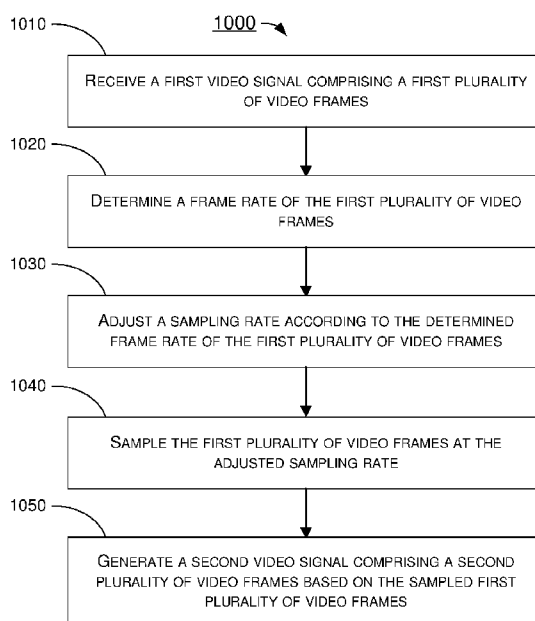 1010
1000
RECEIVE A FIRST VIDEO SIGNAL COMPRISING A FIRST PLURALITY
OF VIDEO FRAMES
1020
DETERMINE A FRAME RATE OF THE FIRST PLURALITY OF VIDEO
FRAMES
1030
ADJUST A SAMPLING RATE ACCORDING TO THE DETERMINED
FRAME RATE OF THE FIRST PLURALITY OF VIDEO FRAMES
1040
SAMPLE THE FIRST PLURALITY OF VIDEO FRAMES AT THE
ADJUSTED SAMPLING RATE
1050
GENERATE A SECOND VIDEO SIGNAL COMPRISING A SECOND
PLURALITY OF VIDEO FRAMES BASED ON THE SAMPLED FIRST
PLURALITY OF VIDEO FRAMES